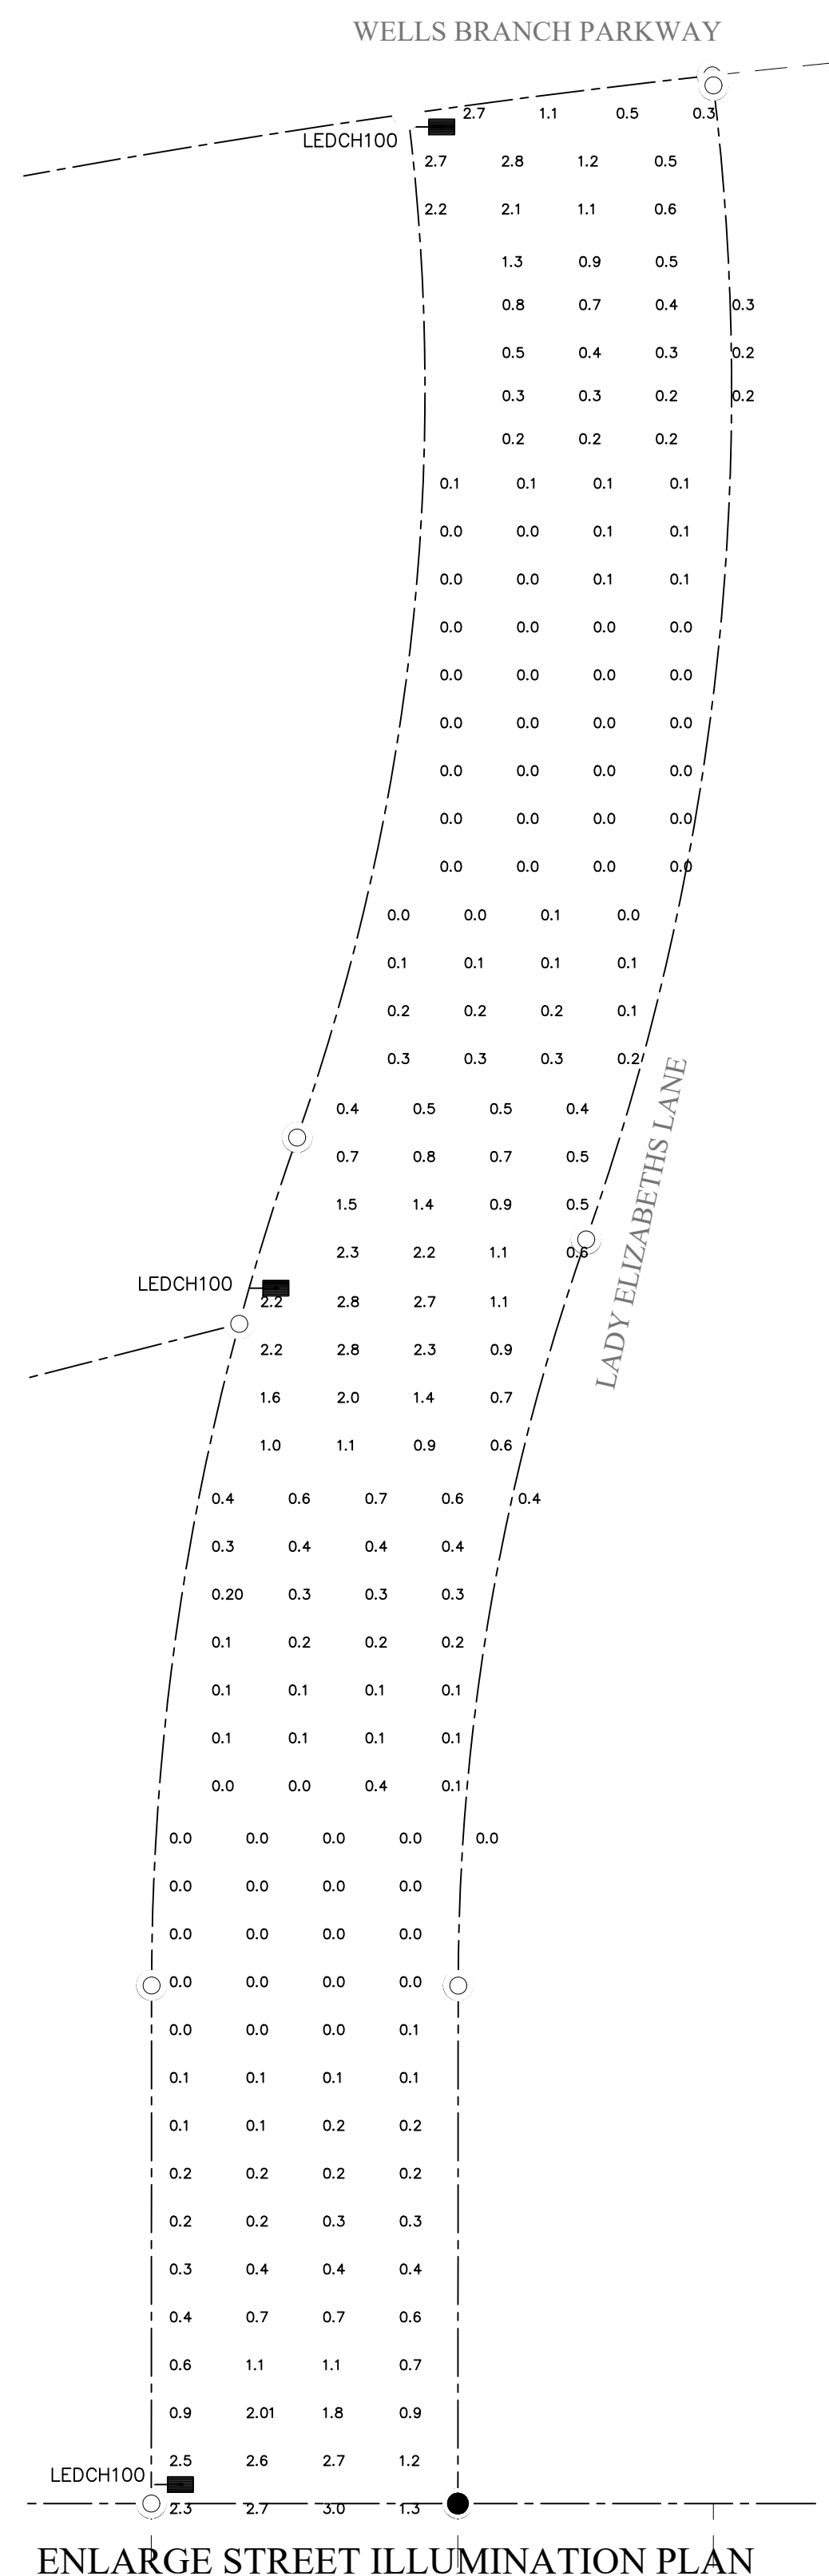 WELLS BRANCH PARKWAY
2.7 1.1 0.5 0.3
LEDCH100
2.7 2.8 1.2 0.5
2.2 2.1 1.1 0.6
1.3 0.9 0.5
0.8 0.7 0.4 0.3
0.5 0.4 0.3 0.2
0.3 0.3 0.2 0.2
0.2 0.2 0.2
0.1 0.1 0.1 0.1
0.0 0.0 0.1 0.1
0.0 0.0 0.1 0.1
0.0 0.0 0.0 0.0
0.0 0.0 0.0 0.0
0.0 0.0 0.0 0.0
0.0 0.0 0.0 0.0
0.0 0.0 0.0 0.0
0.0 0.0 0.0 0.0
0.0 0.0 0.1 0.0
0.1 0.1 0.1 0.1
0.2 0.2 0.2 0.1
0.3 0.3 0.3 0.2
0.4 0.5 0.5 0.4
0.7 0.8 0.7 0.5
1.5 1.4 0.9 0.5
2.3 2.2 1.1 0.6
LADY ELIZABETHS LANE
LEDCH100
2.2 2.8 2.7 1.1
2.2 2.8 2.3 0.9
1.6 2.0 1.4 0.7
1.0 1.1 0.9 0.6
0.4 0.6 0.7 0.6 0.4
0.3 0.4 0.4 0.4
0.20 0.3 0.3 0.3
0.1 0.2 0.2 0.2
0.1 0.1 0.1 0.1
0.1 0.1 0.1 0.1
0.0 0.0 0.4 0.1
0.0 0.0 0.0 0.0 0.0
0.0 0.0 0.0 0.0
0.0 0.0 0.0 0.0
0.0 0.0 0.0 0.0
0.0 0.0 0.0 0.1
0.1 0.1 0.1 0.1
0.1 0.1 0.2 0.2
0.2 0.2 0.2 0.2
0.2 0.2 0.3 0.3
0.3 0.4 0.4 0.4
0.4 0.7 0.7 0.6
0.6 1.1 1.1 0.7
0.9 2.01 1.8 0.9
2.5 2.6 2.7 1.2
LEDCH100
2.3 2.7 3.0 1.3
ENLARGE STREET ILLUMINATION PLAN